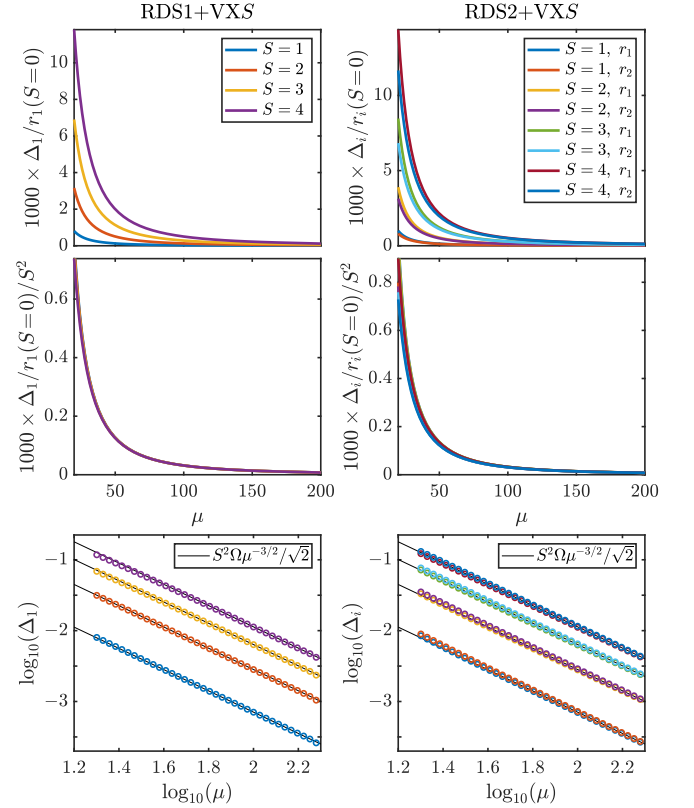 RDS1+VXS
RDS2+VXS
1000 × Δ₁/r₁(S=0)
10
8
6
4
2
0
S = 1
S = 2
S = 3
S = 4
1000 × Δᵢ/rᵢ(S=0)
10
5
0
S = 1, r₁
S = 1, r₂
S = 2, r₁
S = 2, r₂
S = 3, r₁
S = 3, r₂
S = 4, r₁
S = 4, r₂
1000 × Δ₁/r₁(S=0)/S²
0.6
0.4
0.2
0
50 100 150 200
μ
1000 × Δᵢ/rᵢ(S=0)/S²
0.8
0.6
0.4
0.2
0
50 100 150 200
μ
log₁₀(Δ₁)
−1
−2
−3
S²Ωμ⁻³ᐟ²/√2
1.2 1.4 1.6 1.8 2 2.2
log₁₀(μ)
log₁₀(Δᵢ)
−1
−2
−3
S²Ωμ⁻³ᐟ²/√2
1.2 1.4 1.6 1.8 2 2.2
log₁₀(μ)